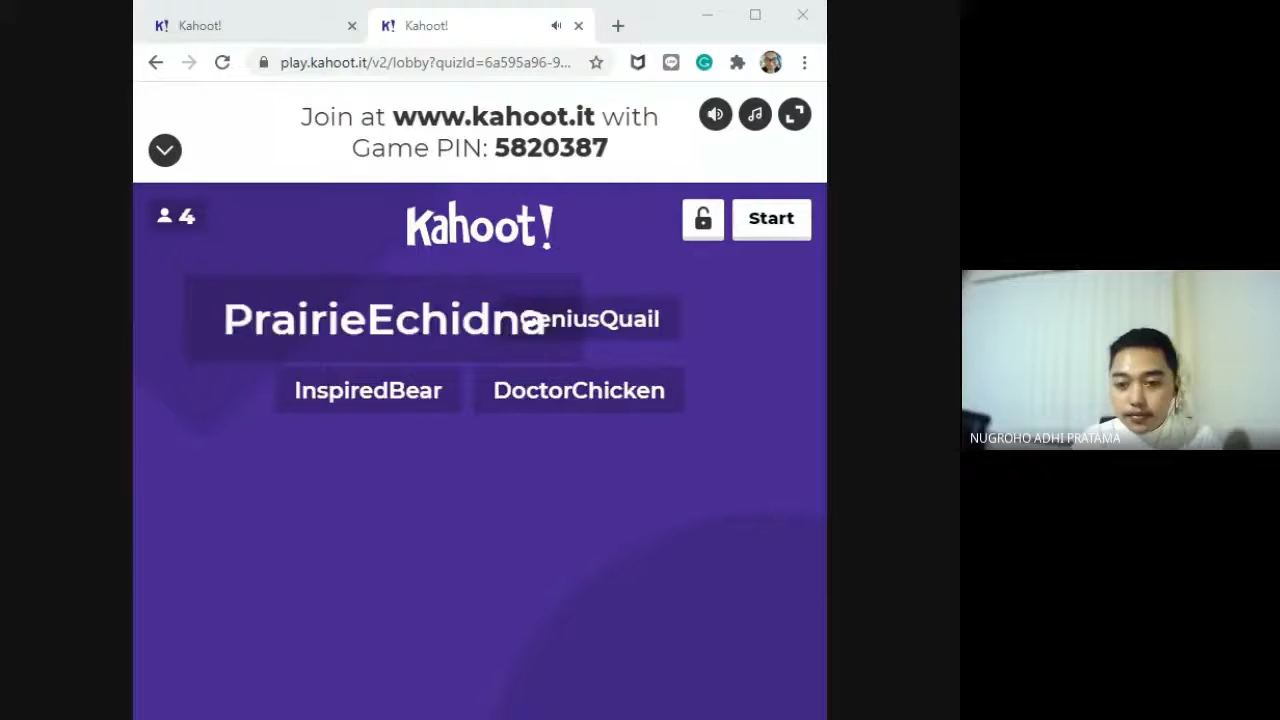 Kahoot!
Kahoot!
play.kahoot.it/v2/lobby?quizId=6a595a96-9...
Join at www.kahoot.it with
Game PIN: 5820387
4
Kahoot!
Start
PrairieEchidna
GeniusQuail
InspiredBear
DoctorChicken
NUGROHO ADHI PRATAMA